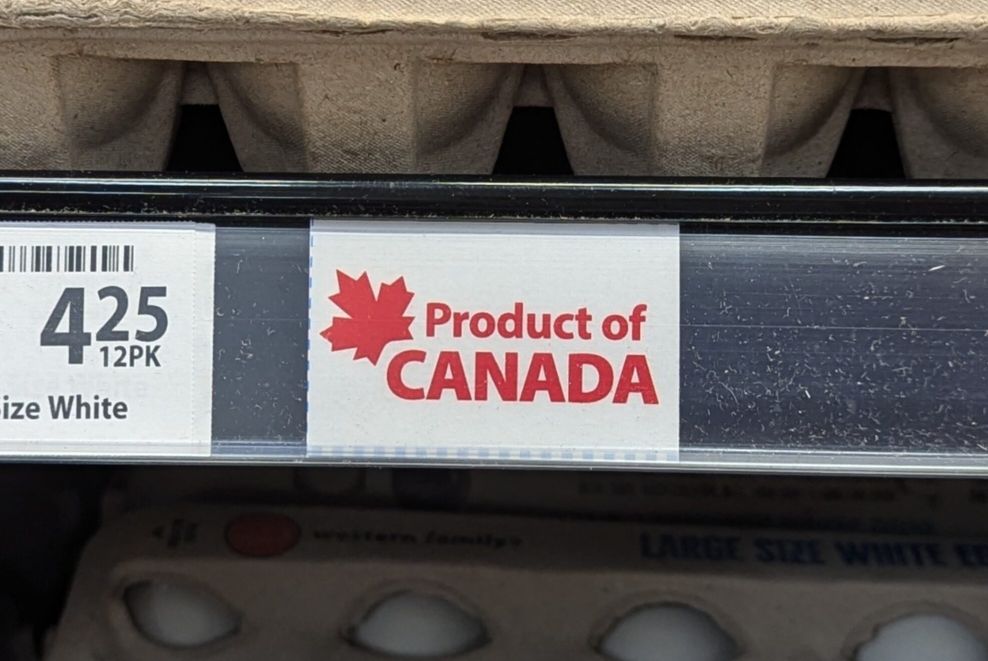 425
12PK
ize White
Product of
CANADA
western family
LARGE SIZE WHITE